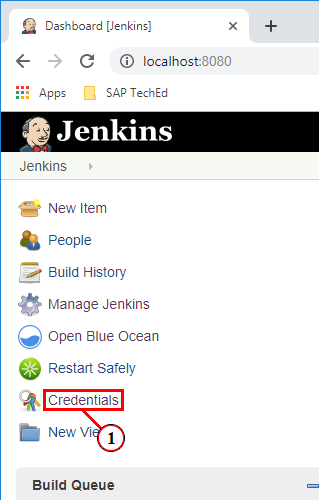 Dashboard [Jenkins]
localhost:8080
Apps SAP TechEd
Jenkins
Jenkins
New Item
People
Build History
Manage Jenkins
Open Blue Ocean
Restart Safely
Credentials
New Vie
1
Build Queue